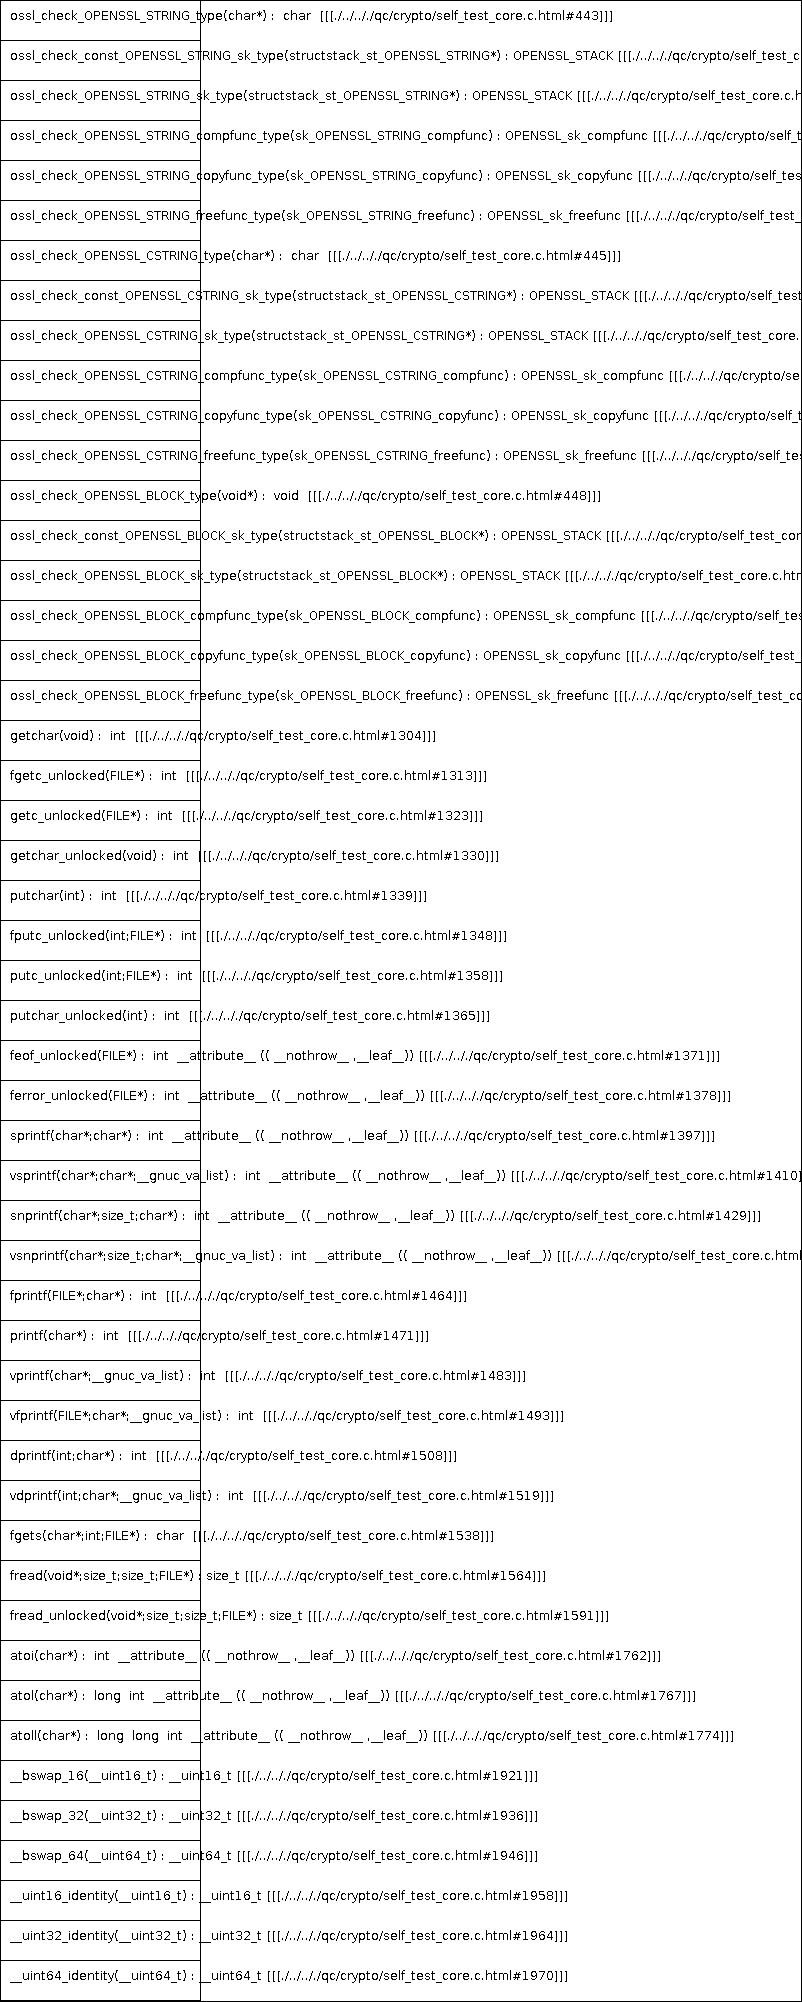 ossl_check_OPENSSL_STRING_type(char*) : char [[[./../../../qc/crypto/self_test_core.html#443]]]
ossl_check_const_OPENSSL_STRING_sk_type(structstack_st_OPENSSL_STRING*) : OPENSSL_STACK [[[./../../../qc/crypto/self_test_c
ossl_check_OPENSSL_STRING_sk_type(structstack_st_OPENSSL_STRING*) : OPENSSL_STACK [[[./../../../qc/crypto/self_test_core.c.h
ossl_check_OPENSSL_STRING_compfunc_type(sk_OPENSSL_STRING_compfunc) : OPENSSL_sk_compfunc [[[./../../../qc/crypto/self_t
ossl_check_OPENSSL_STRING_copyfunc_type(sk_OPENSSL_STRING_copyfunc) : OPENSSL_sk_copyfunc [[[./../../../qc/crypto/self_tes
ossl_check_OPENSSL_STRING_freefunc_type(sk_OPENSSL_STRING_freefunc) : OPENSSL_sk_freefunc [[[./../../../qc/crypto/self_test_
ossl_check_OPENSSL_CSTRING_type(char*) : char [[[./../../../qc/crypto/self_test_core.c.html#445]]]
ossl_check_const_OPENSSL_CSTRING_sk_type(structstack_st_OPENSSL_CSTRING*) : OPENSSL_STACK [[[./../../../qc/crypto/self_test
ossl_check_OPENSSL_CSTRING_sk_type(structstack_st_OPENSSL_CSTRING*) : OPENSSL_STACK [[[./../../../qc/crypto/self_test_core.
ossl_check_OPENSSL_CSTRING_compfunc_type(sk_OPENSSL_CSTRING_compfunc) : OPENSSL_sk_compfunc [[[./../../../qc/crypto/se
ossl_check_OPENSSL_CSTRING_copyfunc_type(sk_OPENSSL_CSTRING_copyfunc) : OPENSSL_sk_copyfunc [[[./../../../qc/crypto/self_t
ossl_check_OPENSSL_CSTRING_freefunc_type(sk_OPENSSL_CSTRING_freefunc) : OPENSSL_sk_freefunc [[[./../../../qc/crypto/self_tes
ossl_check_OPENSSL_BLOCK_type(void*) : void [[[./../../../qc/crypto/self_test_core.c.html#448]]]
ossl_check_const_OPENSSL_BLOCK_sk_type(structstack_st_OPENSSL_BLOCK*) : OPENSSL_STACK [[[./../../../qc/crypto/self_test_cor
ossl_check_OPENSSL_BLOCK_sk_type(structstack_st_OPENSSL_BLOCK*) : OPENSSL_STACK [[[./../../../qc/crypto/self_test_core.c.htm
ossl_check_OPENSSL_BLOCK_compfunc_type(sk_OPENSSL_BLOCK_compfunc) : OPENSSL_sk_compfunc [[[./../../../qc/crypto/self_tes
ossl_check_OPENSSL_BLOCK_copyfunc_type(sk_OPENSSL_BLOCK_copyfunc) : OPENSSL_sk_copyfunc [[[./../../../qc/crypto/self_test_
ossl_check_OPENSSL_BLOCK_freefunc_type(sk_OPENSSL_BLOCK_freefunc) : OPENSSL_sk_freefunc [[[./../../../qc/crypto/self_test_co
getchar(void) : int [[[./../../../qc/crypto/self_test_core.c.html#1304]]]
fgetc_unlocked(FILE*) : int [[[./../../../qc/crypto/self_test_core.c.html#1313]]]
getc_unlocked(FILE*) : int [[[./../../../qc/crypto/self_test_core.c.html#1323]]]
getchar_unlocked(void) : int [[[./../../../qc/crypto/self_test_core.c.html#1330]]]
putchar(int) : int [[[./../../../qc/crypto/self_test_core.c.html#1339]]]
fputc_unlocked(int;FILE*) : int [[[./../../../qc/crypto/self_test_core.c.html#1348]]]
putc_unlocked(int;FILE*) : int [[[./../../../qc/crypto/self_test_core.c.html#1358]]]
putchar_unlocked(int) : int [[[./../../../qc/crypto/self_test_core.c.html#1365]]]
feof_unlocked(FILE*) : int __attribute__ (( __nothrow__ ,__leaf__)) [[[./../../../qc/crypto/self_test_core.c.html#1371]]]
ferror_unlocked(FILE*) : int __attribute__ (( __nothrow__ ,__leaf__)) [[[./../../../qc/crypto/self_test_core.c.html#1378]]]
sprintf(char*;char*) : int __attribute__ (( __nothrow__ ,__leaf__)) [[[./../../../qc/crypto/self_test_core.c.html#1397]]]
vsprintf(char*;char*;__gnuc_va_list) : int __attribute__ (( __nothrow__ ,__leaf__)) [[[./../../../qc/crypto/self_test_core.c.html#1410]
snprintf(char*;size_t;char*) : int __attribute__ (( __nothrow__ ,__leaf__)) [[[./../../../qc/crypto/self_test_core.c.html#1429]]]
vsnprintf(char*;size_t;char*;__gnuc_va_list) : int __attribute__ (( __nothrow__ ,__leaf__)) [[[./../../../qc/crypto/self_test_core.c.html
fprintf(FILE*;char*) : int [[[./../../../qc/crypto/self_test_core.c.html#1464]]]
printf(char*) : int [[[./../../../qc/crypto/self_test_core.c.html#1471]]]
vprintf(char*;__gnuc_va_list) : int [[[./../../../qc/crypto/self_test_core.c.html#1483]]]
vfprintf(FILE*;char*;__gnuc_va_list) : int [[[./../../../qc/crypto/self_test_core.c.html#1493]]]
dprintf(int;char*) : int [[[./../../../qc/crypto/self_test_core.c.html#1508]]]
vdprintf(int;char*;__gnuc_va_list) : int [[[./../../../qc/crypto/self_test_core.c.html#1519]]]
fgets(char*;int;FILE*) : char [[[./../../../qc/crypto/self_test_core.c.html#1538]]]
fread(void*;size_t;size_t;FILE*) : size_t [[[./../../../qc/crypto/self_test_core.c.html#1564]]]
fread_unlocked(void*;size_t;size_t;FILE*) : size_t [[[./../../../qc/crypto/self_test_core.c.html#1591]]]
atoi(char*) : int __attribute__ (( __nothrow__ ,__leaf__)) [[[./../../../qc/crypto/self_test_core.c.html#1762]]]
atol(char*) : long int __attribute__ (( __nothrow__ ,__leaf__)) [[[./../../../qc/crypto/self_test_core.c.html#1767]]]
atoll(char*) : long long int __attribute__ (( __nothrow__ ,__leaf__)) [[[./../../../qc/crypto/self_test_core.c.html#1774]]]
__bswap_16(__uint16_t) : __uint16_t [[[./../../../qc/crypto/self_test_core.c.html#1921]]]
__bswap_32(__uint32_t) : __uint32_t [[[./../../../qc/crypto/self_test_core.c.html#1936]]]
__bswap_64(__uint64_t) : __uint64_t [[[./../../../qc/crypto/self_test_core.c.html#1946]]]
__uint16_identity(__uint16_t) : __uint16_t [[[./../../../qc/crypto/self_test_core.c.html#1958]]]
__uint32_identity(__uint32_t) : __uint32_t [[[./../../../qc/crypto/self_test_core.c.html#1964]]]
__uint64_identity(__uint64_t) : __uint64_t [[[./../../../qc/crypto/self_test_core.c.html#1970]]]